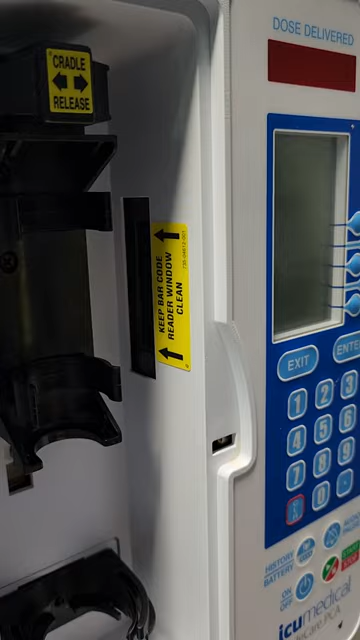 CRADLE
RELEASE
KEEP BAR CODE
READER WINDOW
CLEAN
DOSE DELIVERED
EXIT
ENTE
1 2 3
4 5 6
7 8 9
0
HISTORY
BATTERY
ON
OFF
icumedical
PCA